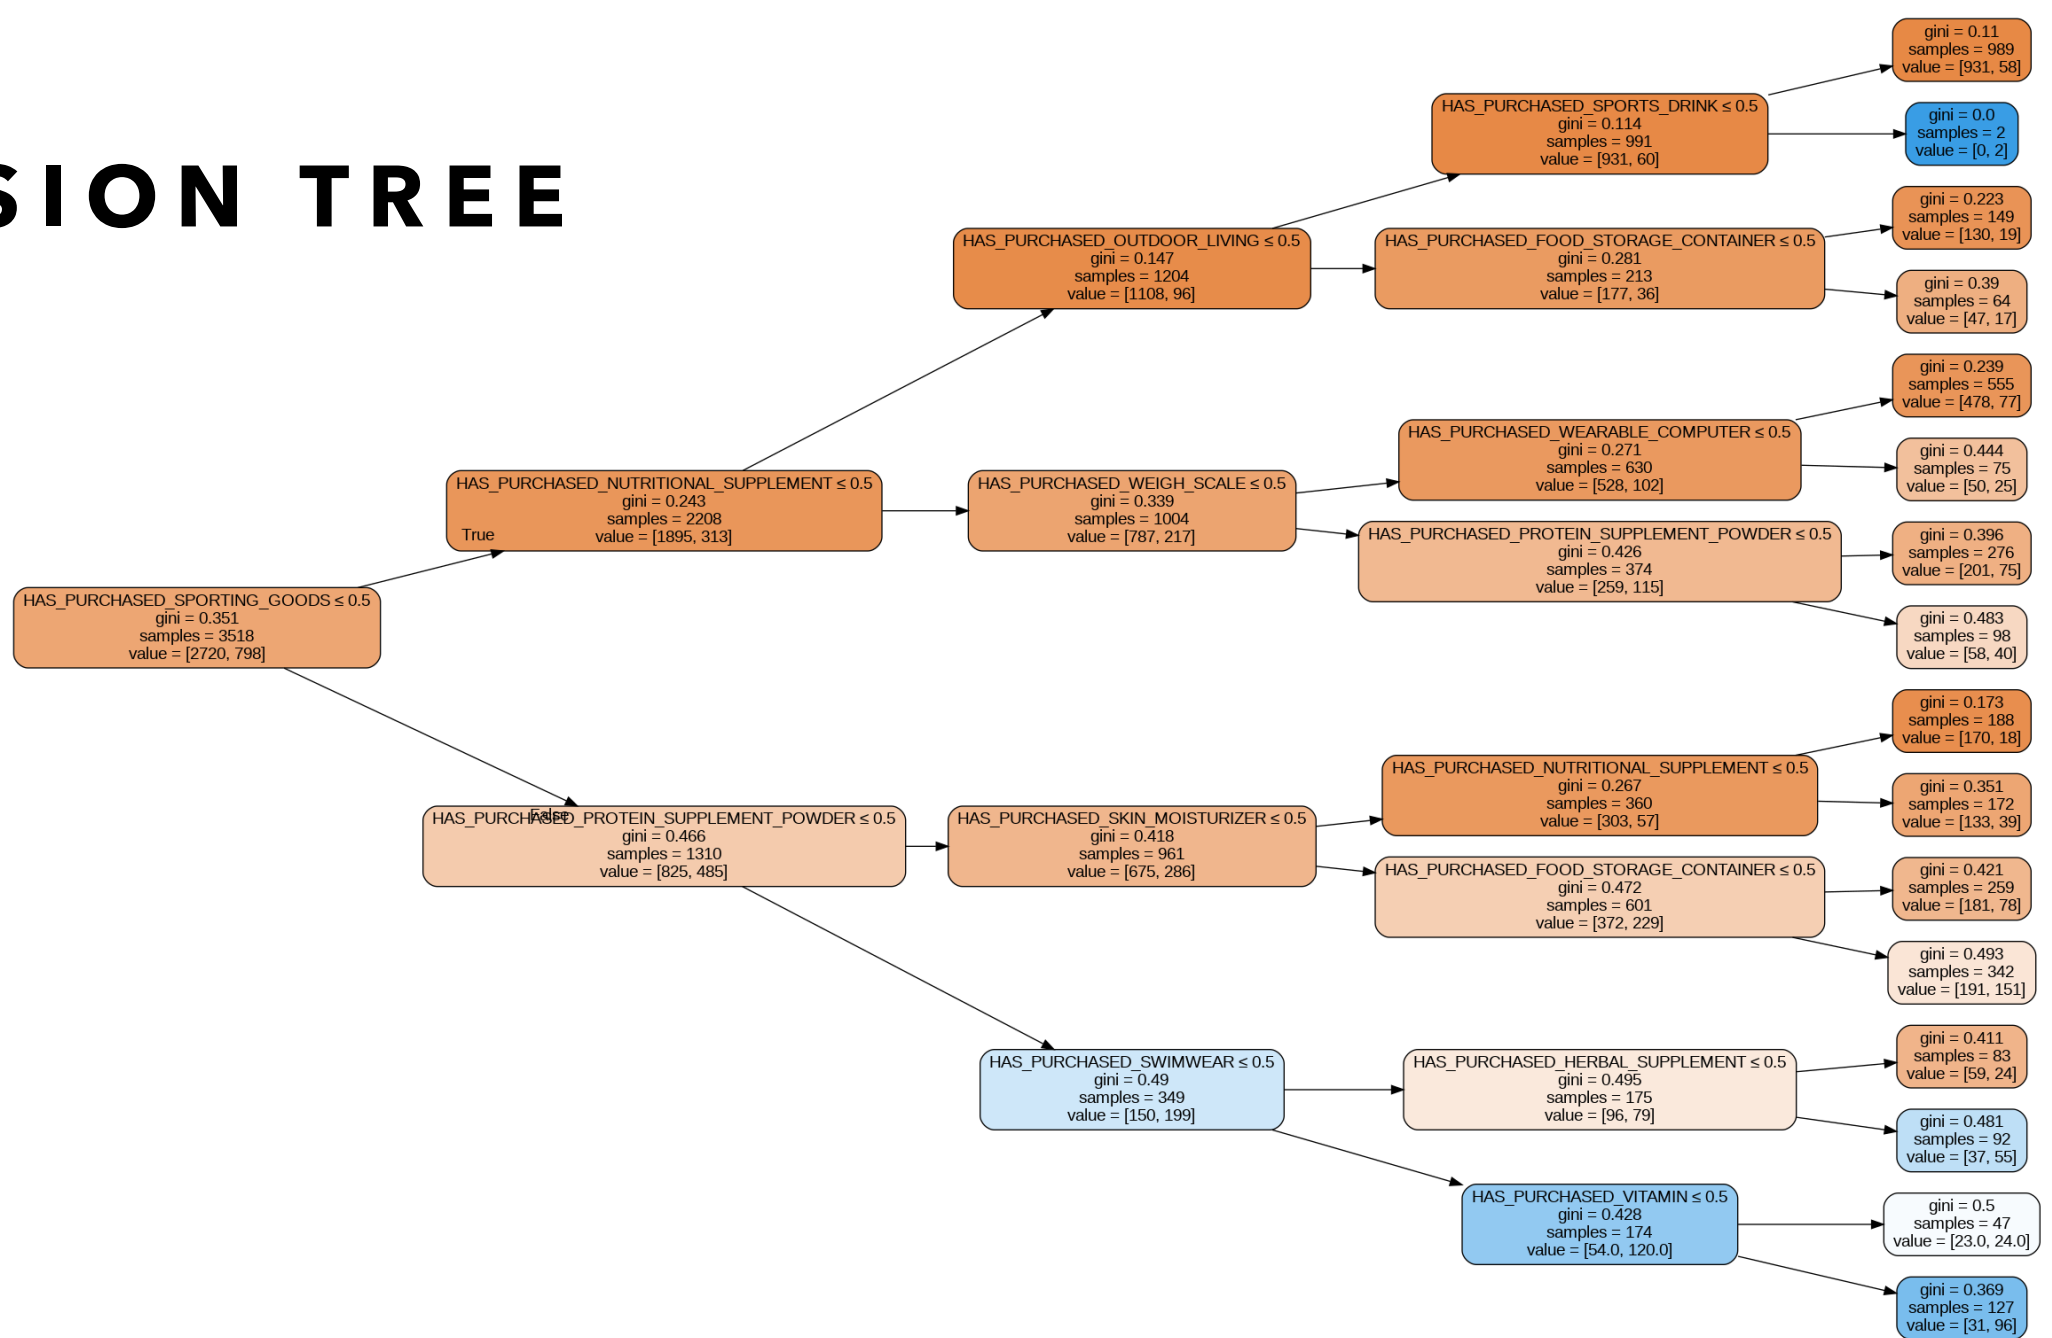 SION TREE
HAS_PURCHASED_SPORTING_GOODS ≤ 0.5
gini = 0.351
samples = 3518
value = [2720, 798]
True
False
HAS_PURCHASED_NUTRITIONAL_SUPPLEMENT ≤ 0.5
gini = 0.243
samples = 2208
value = [1895, 313]
HAS_PURCHASED_PROTEIN_SUPPLEMENT_POWDER ≤ 0.5
gini = 0.466
samples = 1310
value = [825, 485]
HAS_PURCHASED_OUTDOOR_LIVING ≤ 0.5
gini = 0.147
samples = 1204
value = [1108, 96]
HAS_PURCHASED_WEIGH_SCALE ≤ 0.5
gini = 0.339
samples = 1004
value = [787, 217]
HAS_PURCHASED_SKIN_MOISTURIZER ≤ 0.5
gini = 0.418
samples = 961
value = [675, 286]
HAS_PURCHASED_SWIMWEAR ≤ 0.5
gini = 0.49
samples = 349
value = [150, 199]
HAS_PURCHASED_SPORTS_DRINK ≤ 0.5
gini = 0.114
samples = 991
value = [931, 60]
HAS_PURCHASED_FOOD_STORAGE_CONTAINER ≤ 0.5
gini = 0.281
samples = 213
value = [177, 36]
HAS_PURCHASED_WEARABLE_COMPUTER ≤ 0.5
gini = 0.271
samples = 630
value = [528, 102]
HAS_PURCHASED_PROTEIN_SUPPLEMENT_POWDER ≤ 0.5
gini = 0.426
samples = 374
value = [259, 115]
HAS_PURCHASED_NUTRITIONAL_SUPPLEMENT ≤ 0.5
gini = 0.267
samples = 360
value = [303, 57]
HAS_PURCHASED_FOOD_STORAGE_CONTAINER ≤ 0.5
gini = 0.472
samples = 601
value = [372, 229]
HAS_PURCHASED_HERBAL_SUPPLEMENT ≤ 0.5
gini = 0.495
samples = 175
value = [96, 79]
HAS_PURCHASED_VITAMIN ≤ 0.5
gini = 0.428
samples = 174
value = [54.0, 120.0]
gini = 0.11
samples = 989
value = [931, 58]
gini = 0.0
samples = 2
value = [0, 2]
gini = 0.223
samples = 149
value = [130, 19]
gini = 0.39
samples = 64
value = [47, 17]
gini = 0.239
samples = 555
value = [478, 77]
gini = 0.444
samples = 75
value = [50, 25]
gini = 0.396
samples = 276
value = [201, 75]
gini = 0.483
samples = 98
value = [58, 40]
gini = 0.173
samples = 188
value = [170, 18]
gini = 0.351
samples = 172
value = [133, 39]
gini = 0.421
samples = 259
value = [181, 78]
gini = 0.493
samples = 342
value = [191, 151]
gini = 0.411
samples = 83
value = [59, 24]
gini = 0.481
samples = 92
value = [37, 55]
gini = 0.5
samples = 47
value = [23.0, 24.0]
gini = 0.369
samples = 127
value = [31, 96]